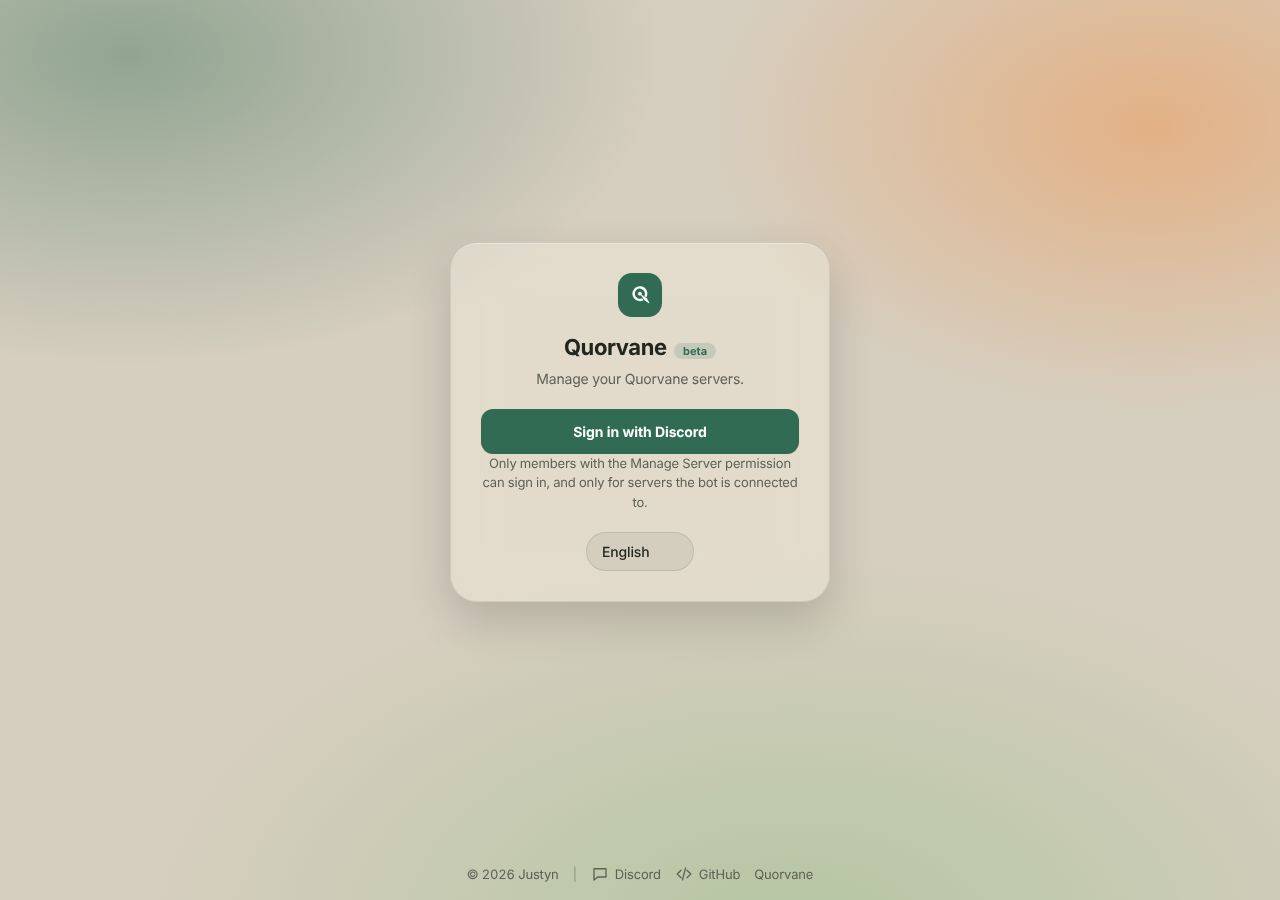 Quorvane beta
Manage your Quorvane servers.
Sign in with Discord
Only members with the Manage Server permission
can sign in, and only for servers the bot is connected
to.
English
© 2026 Justyn | Discord GitHub Quorvane